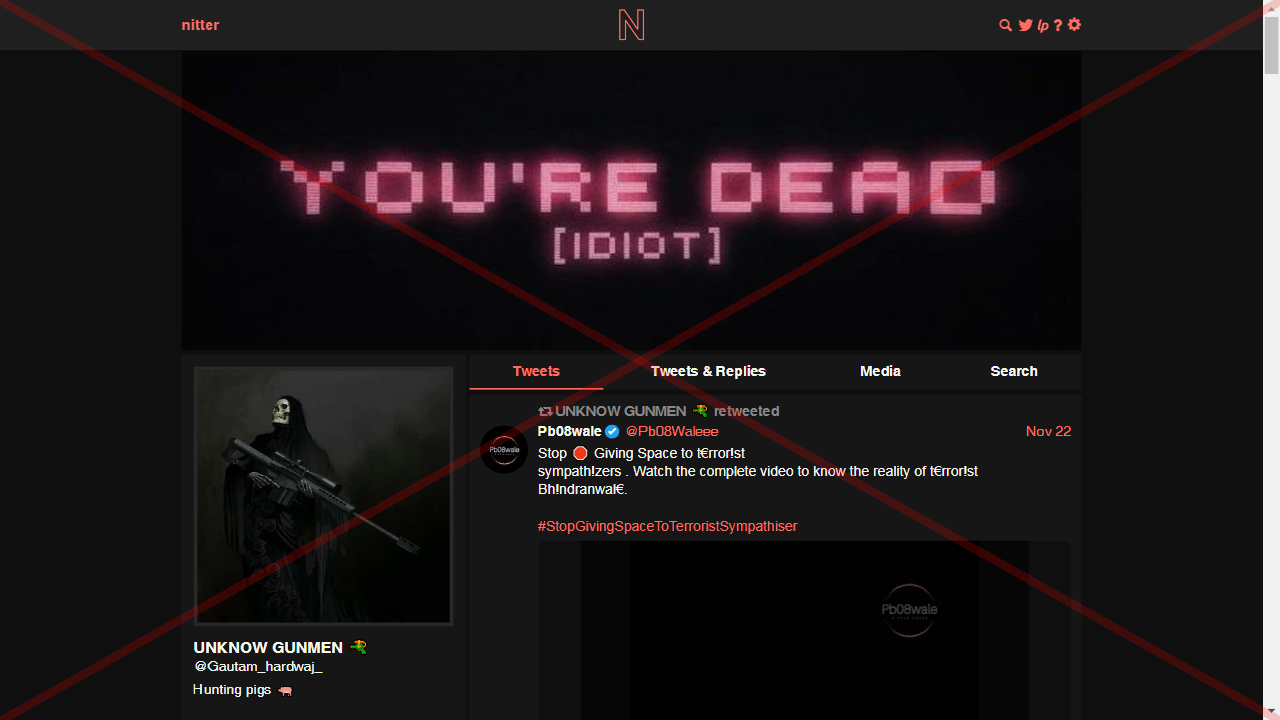 nitter
N
lp ?
YOU'RE DEAD
[IDIOT]
Tweets
Tweets & Replies
Media
Search
UNKNOW GUNMEN 🔫 retweeted
Pb08wale @Pb08Waleee Nov 22
Stop 🛑 Giving Space to t€rror!st
sympath!zers . Watch the complete video to know the reality of t€rror!st
Bh!ndranwal€.
#StopGivingSpaceToTerroristSympathiser
Pb08wale
Pb08wale
UNKNOW GUNMEN 🔫
@Gautam_hardwaj_
Hunting pigs 🐖